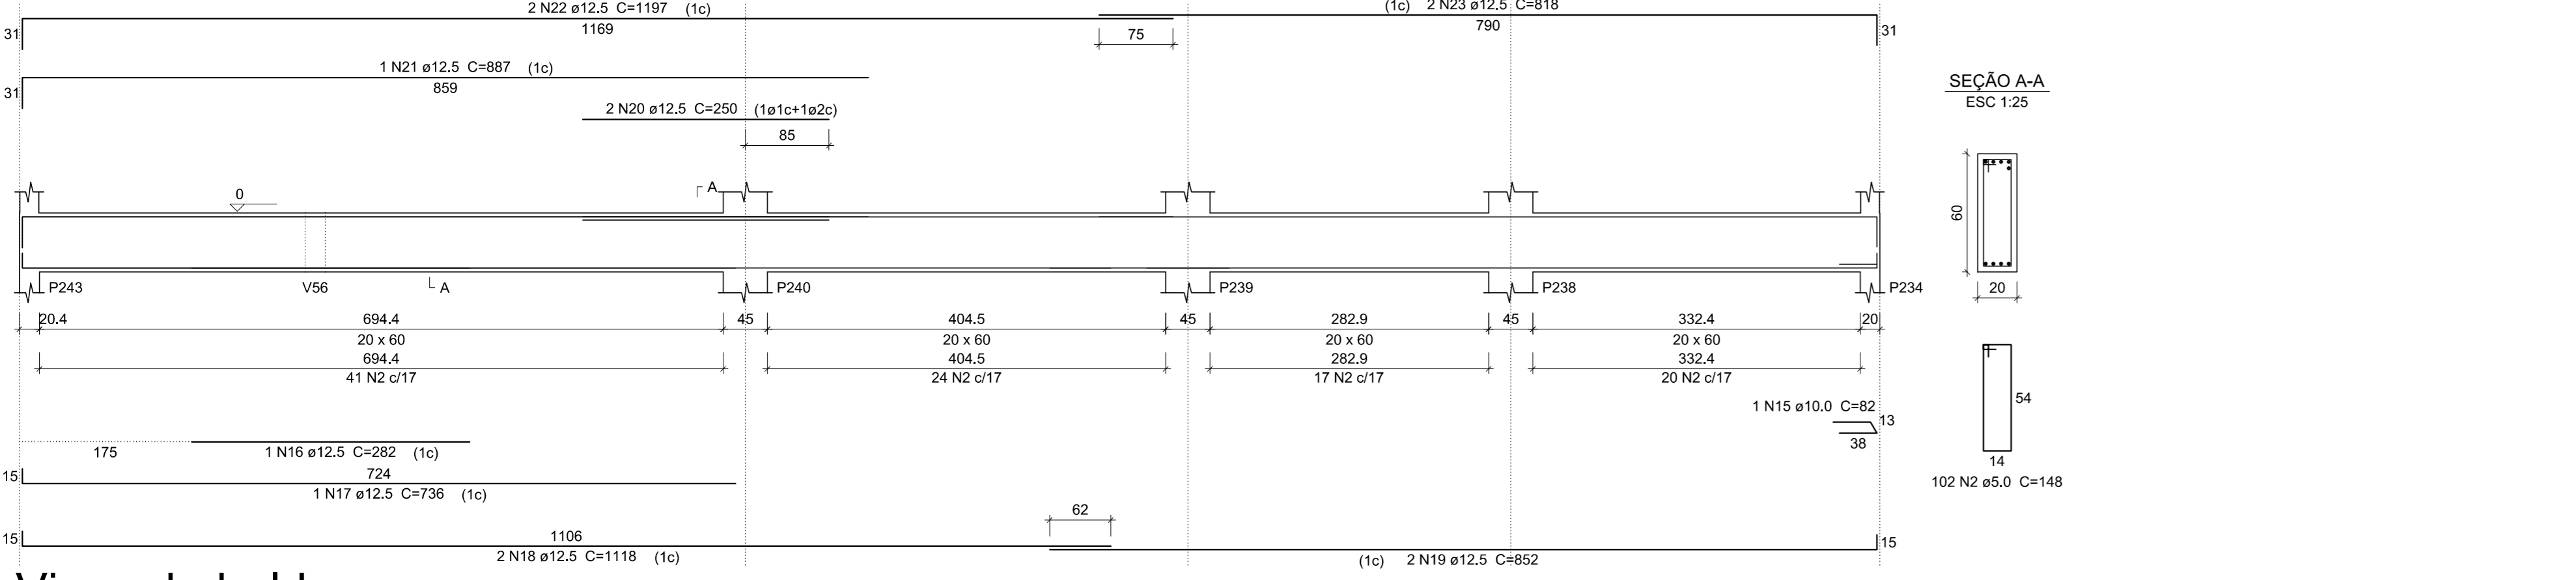 2 N22 ø12.5 C=1197 (1c)
(1c) 2 N23 ø12.5 C=818
31
1169
790
31
75
1 N21 ø12.5 C=887 (1c)
31
859
2 N20 ø12.5 C=250 (1ø1c+1ø2c)
85
SEÇÃO A-A
ESC 1:25
0
A
60
20
P243
V56
A
P240
P239
P238
P234
20.4
694.4
45
404.5
45
282.9
45
332.4
20
20 x 60
20 x 60
20 x 60
20 x 60
694.4
404.5
282.9
332.4
41 N2 c/17
24 N2 c/17
17 N2 c/17
20 N2 c/17
1 N15 ø10.0 C=82
13
38
54
14
102 N2 ø5.0 C=148
175
1 N16 ø12.5 C=282 (1c)
15
724
1 N17 ø12.5 C=736 (1c)
62
15
1106
2 N18 ø12.5 C=1118 (1c)
(1c) 2 N19 ø12.5 C=852
15